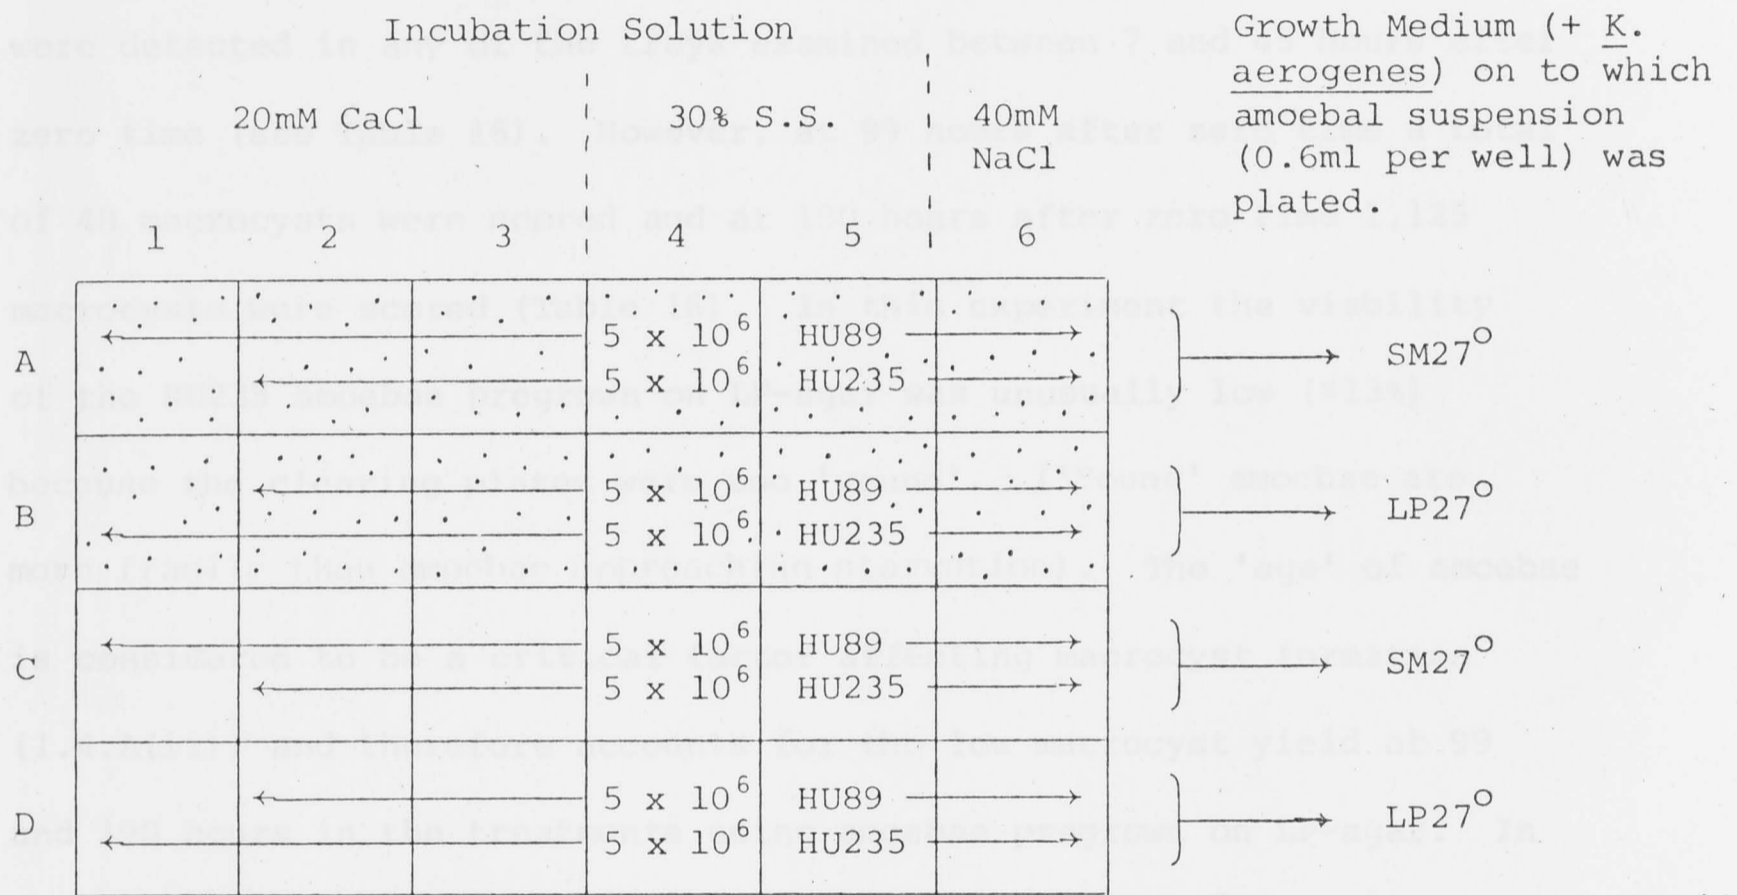 Incubation Solution
20mM CaCl
30% S.S.
40mM
NaCl
Growth Medium (+ K.
aerogenes) on to which
amoebal suspension
(0.6ml per well) was
plated.
1 2 3 4 5 6
A
5 x 10⁶ HU89
5 x 10⁶ HU235
SM27°
B
5 x 10⁶ HU89
5 x 10⁶ HU235
LP27°
C
5 x 10⁶ HU89
5 x 10⁶ HU235
SM27°
D
5 x 10⁶ HU89
5 x 10⁶ HU235
LP27°